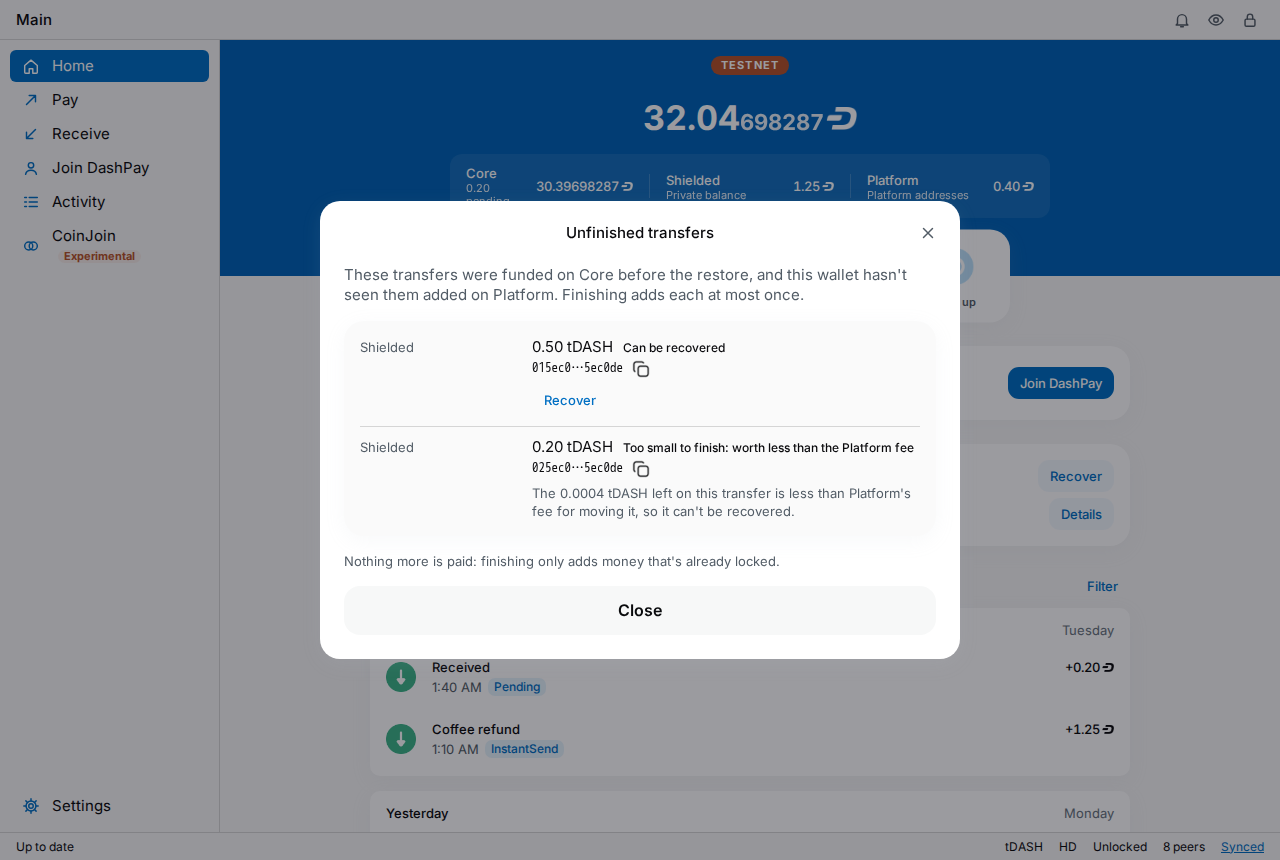 Main
Home
Pay
Receive
Join DashPay
Activity
CoinJoin
Experimental
Settings
TESTNET
32.04698287
Core
0.20
pending
30.39698287
Shielded
Private balance
1.25
Platform
Platform addresses
0.40
up
Unfinished transfers
These transfers were funded on Core before the restore, and this wallet hasn't
seen them added on Platform. Finishing adds each at most once.
Shielded
0.50 tDASH Can be recovered
015ec0⋯5ec0de
Recover
Shielded
0.20 tDASH Too small to finish: worth less than the Platform fee
025ec0⋯5ec0de
The 0.0004 tDASH left on this transfer is less than Platform's
fee for moving it, so it can't be recovered.
Nothing more is paid: finishing only adds money that's already locked.
Close
Join DashPay
Recover
Details
Filter
Tuesday
Received
1:40 AM Pending
+0.20
Coffee refund
1:10 AM InstantSend
+1.25
Yesterday
Monday
Up to date
tDASH HD Unlocked 8 peers Synced